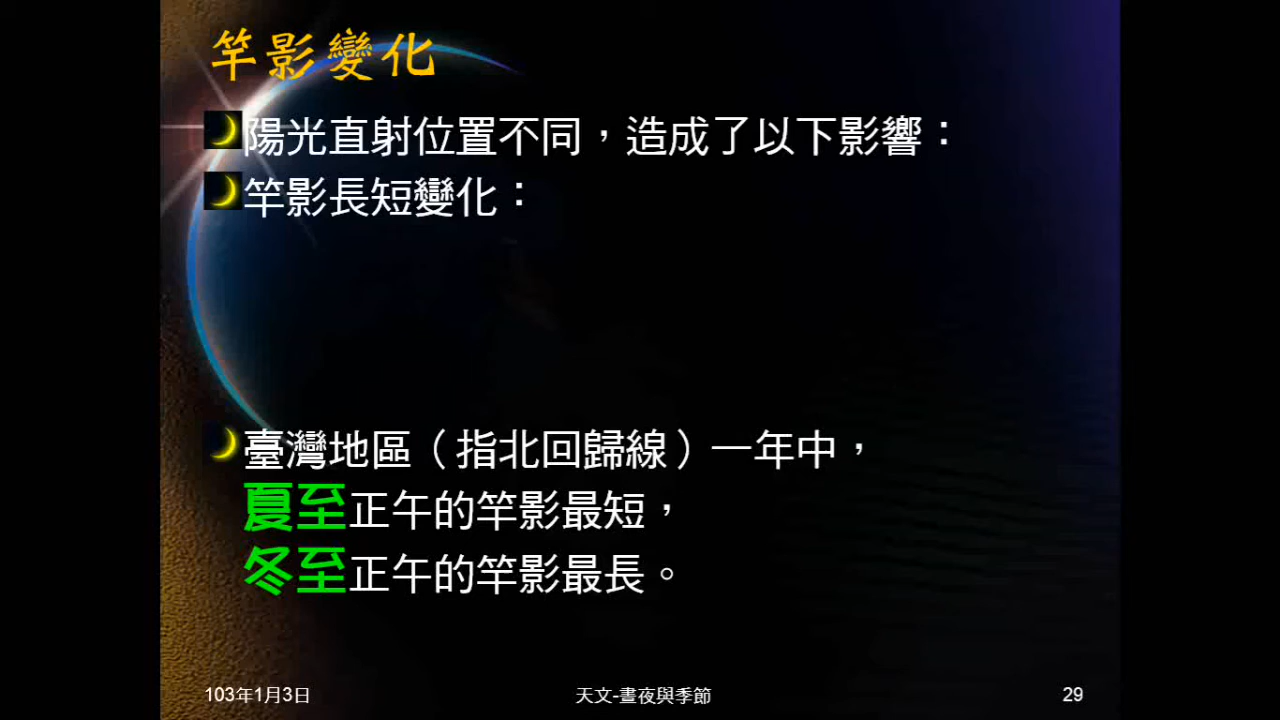 竿影變化
陽光直射位置不同，造成了以下影響：
竿影長短變化：
臺灣地區（指北回歸線）一年中，
夏至正午的竿影最短，
冬至正午的竿影最長。
103年1月3日
天文-晝夜與季節
29